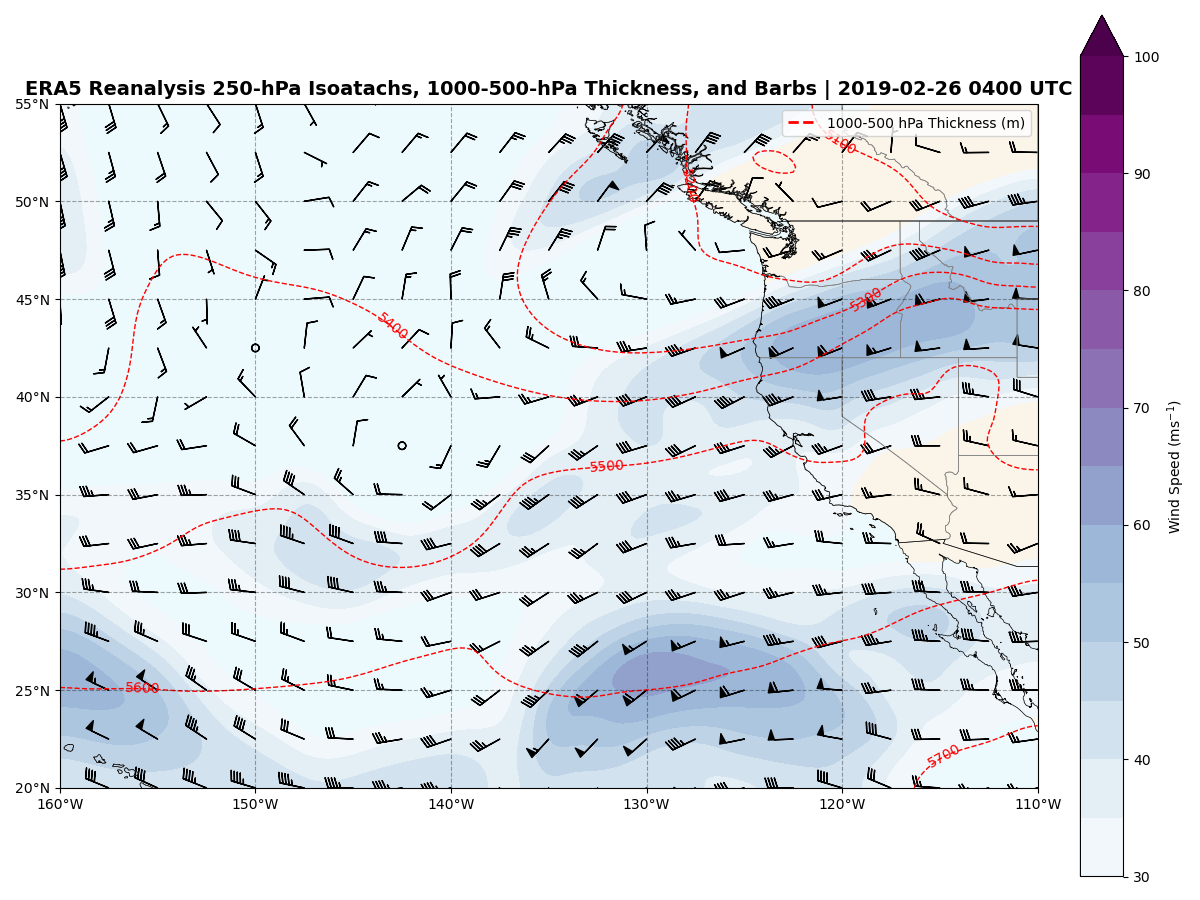 ERA5 Reanalysis 250-hPa Isoatachs, 1000-500-hPa Thickness, and Barbs | 2019-02-26 0400 UTC
1000-500 hPa Thickness (m)
55°N
50°N
45°N
40°N
35°N
30°N
25°N
20°N
160°W
150°W
140°W
130°W
120°W
110°W
5100
5300
5400
5500
5600
5700
100
90
80
70
60
50
40
30
Wind Speed (ms⁻¹)